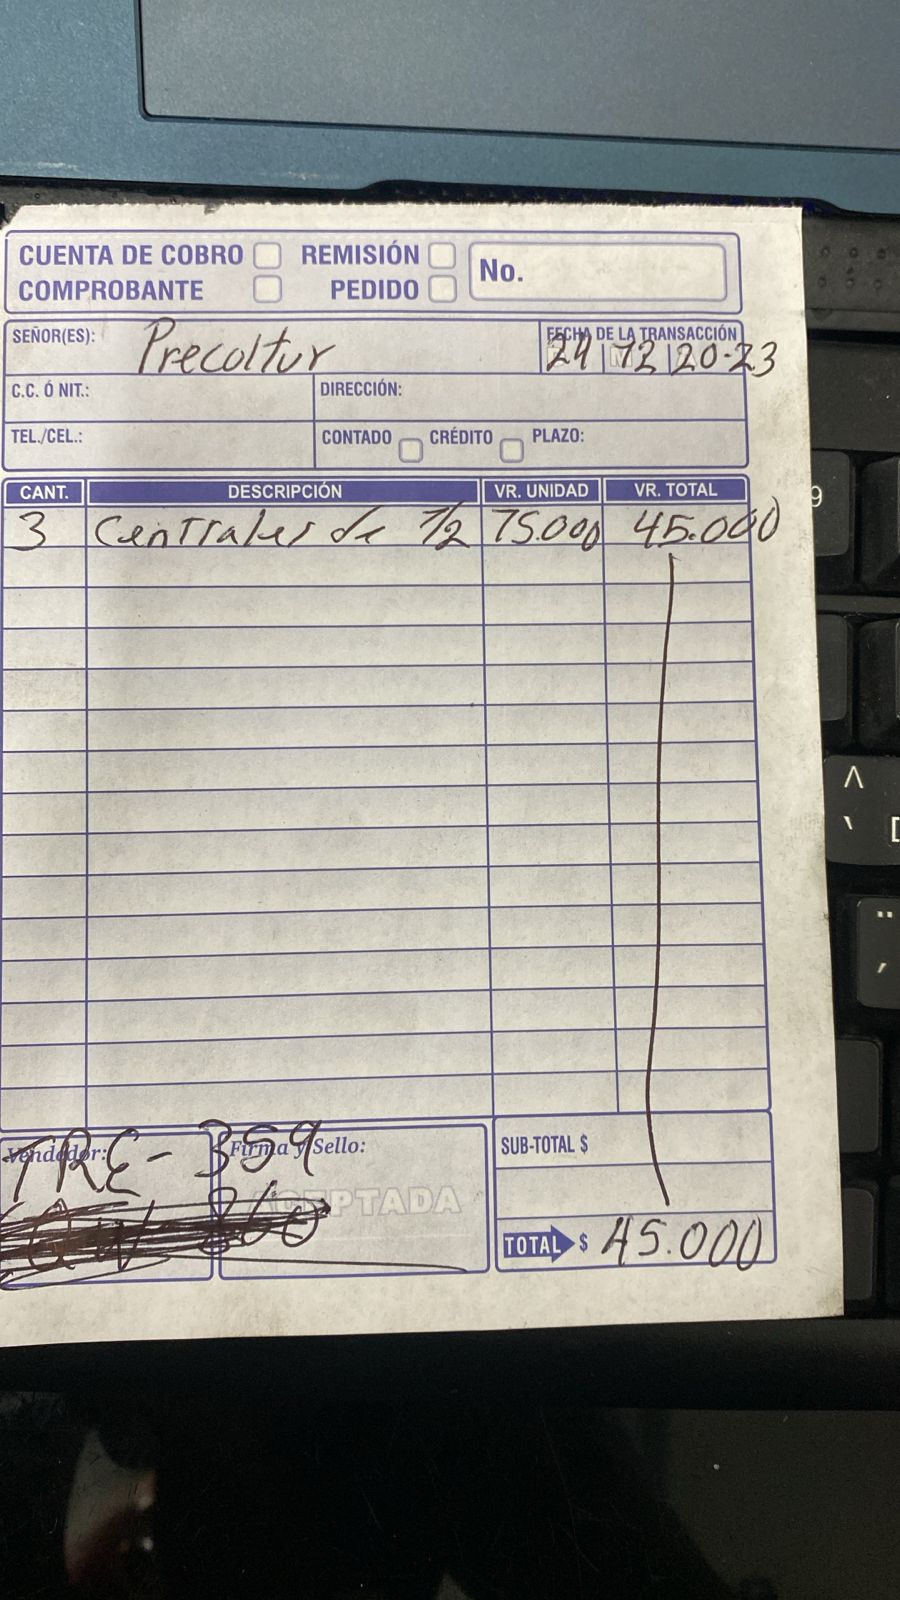 CUENTA DE COBRO REMISIÓN No.
COMPROBANTE PEDIDO
SEÑOR(ES): Precoltur FECHA DE LA TRANSACCIÓN
29 12 2023
C.C. Ó NIT.: DIRECCIÓN:
TEL./CEL.: CONTADO CRÉDITO PLAZO:
CANT. DESCRIPCIÓN VR. UNIDAD VR. TOTAL
3 Centrales de 1/2 15.000 45.000
Vendedor: Firma y Sello: SUB-TOTAL $
TRE-359
ACEPTADA
TOTAL $ 45.000
9